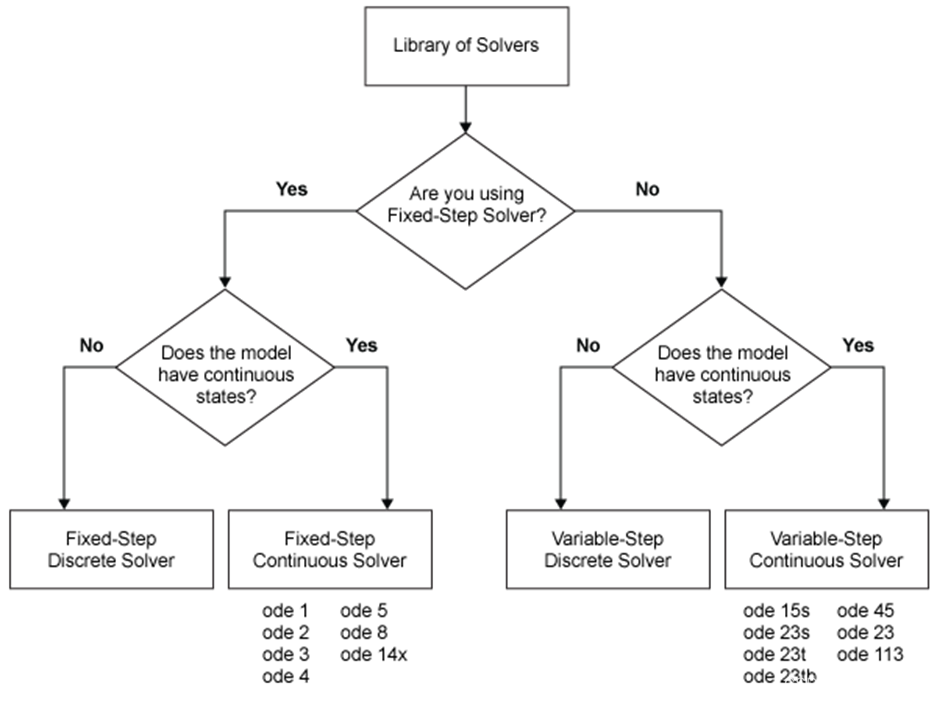 Library of Solvers
Are you using
Fixed-Step Solver?
Yes
No
Does the model
have continuous
states?
No
Yes
Does the model
have continuous
states?
No
Yes
Fixed-Step
Discrete Solver
Fixed-Step
Continuous Solver
Variable-Step
Discrete Solver
Variable-Step
Continuous Solver
ode 1 ode 5
ode 2 ode 8
ode 3 ode 14x
ode 4
ode 15s ode 45
ode 23s ode 23
ode 23t ode 113
ode 23tb